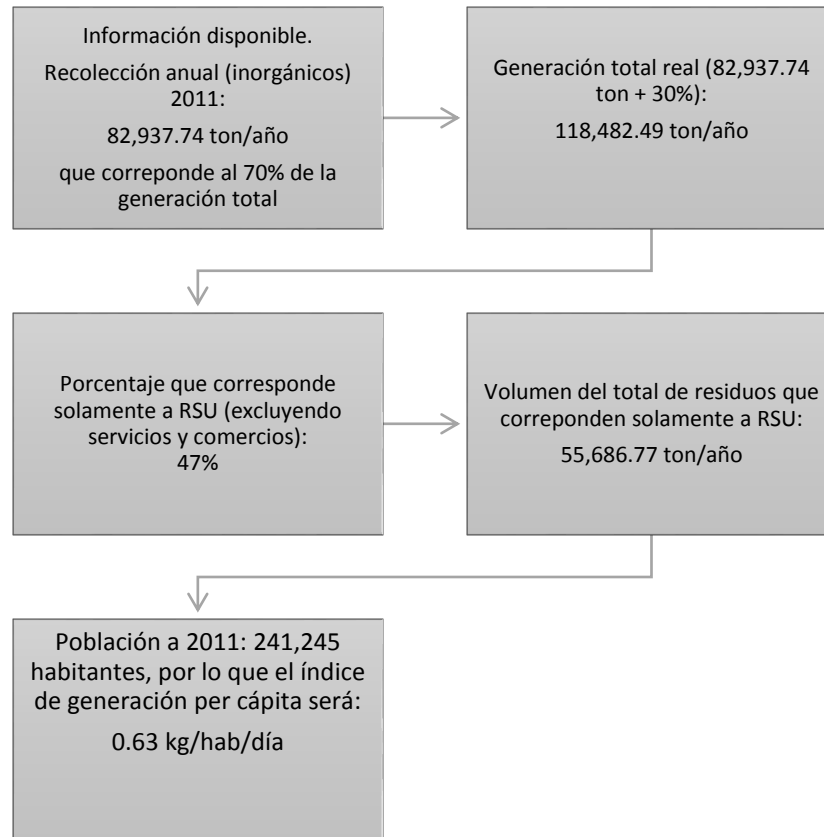 Información disponible.
Recolección anual (inorgánicos)
2011:
82,937.74 ton/año
que correponde al 70% de la
generación total
Generación total real (82,937.74
ton + 30%):
118,482.49 ton/año
Porcentaje que corresponde
solamente a RSU (excluyendo
servicios y comercios):
47%
Volumen del total de residuos que
correponden solamente a RSU:
55,686.77 ton/año
Población a 2011: 241,245
habitantes, por lo que el índice
de generación per cápita será:
0.63 kg/hab/día